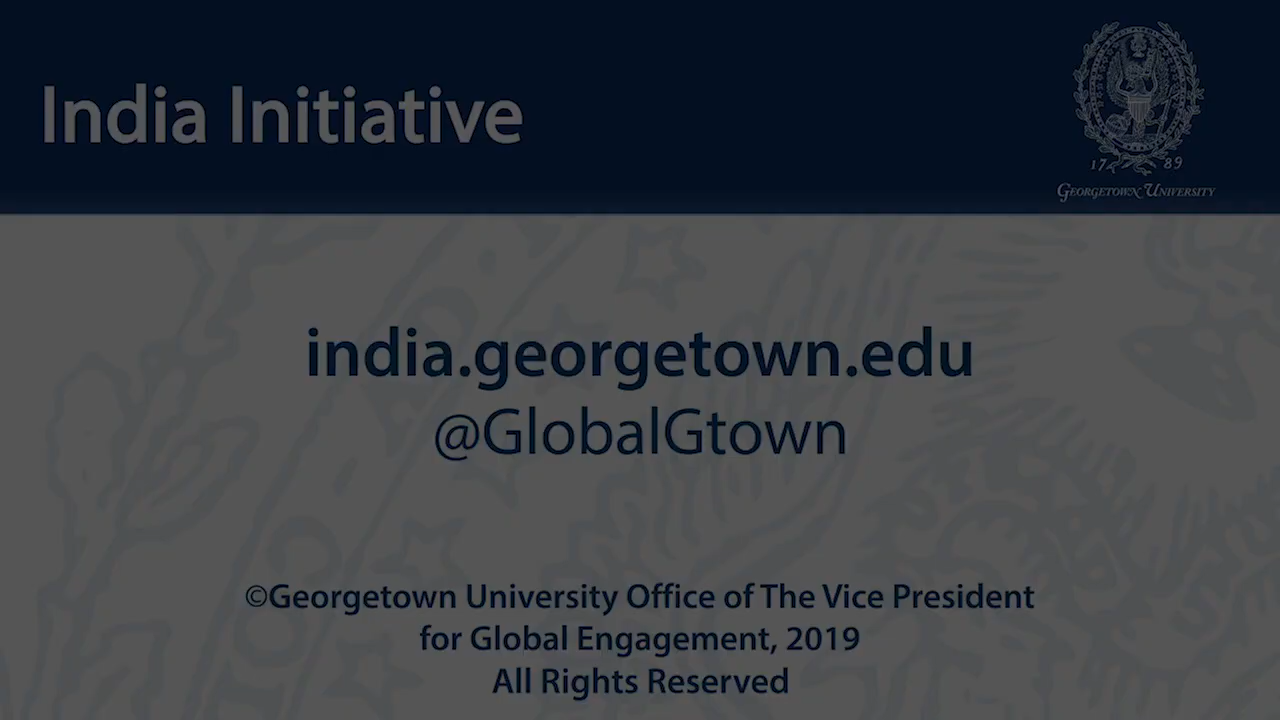 India Initiative
17 89
GEORGETOWN UNIVERSITY
india.georgetown.edu
@GlobalGtown
©Georgetown University Office of The Vice President
for Global Engagement, 2019
All Rights Reserved